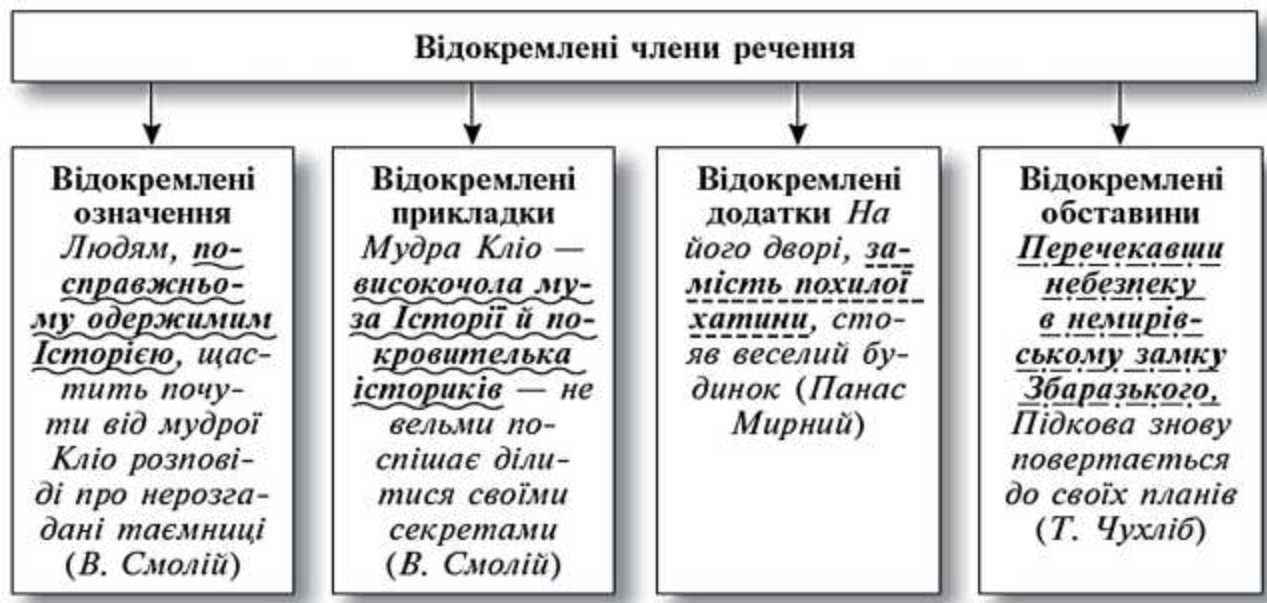 Відокремлені члени речення
Відокремлені
означення
Людям, по-
справжньо-
му одержимим
Історією, щас-
тить почу-
ти від мудрої
Кліо розпові-
ді про нерозга-
дані таємниці
(В. Смолій)
Відокремлені
прикладки
Мудра Кліо —
височола му-
за Історії й по-
кровителька
істориків — не
вельми по-
спішає діли-
тися своїми
секретами
(В. Смолій)
Відокремлені
додатки На
його дворі, за-
мість похилої
хатини, сто-
яв веселий бу-
динок (Панас
Мирний)
Відокремлені
обставини
Перечекавши
небезпеку
в немирів-
ському замку
Збаразького,
Підкова знову
повертається
до своїх планів
(Т. Чухліб)